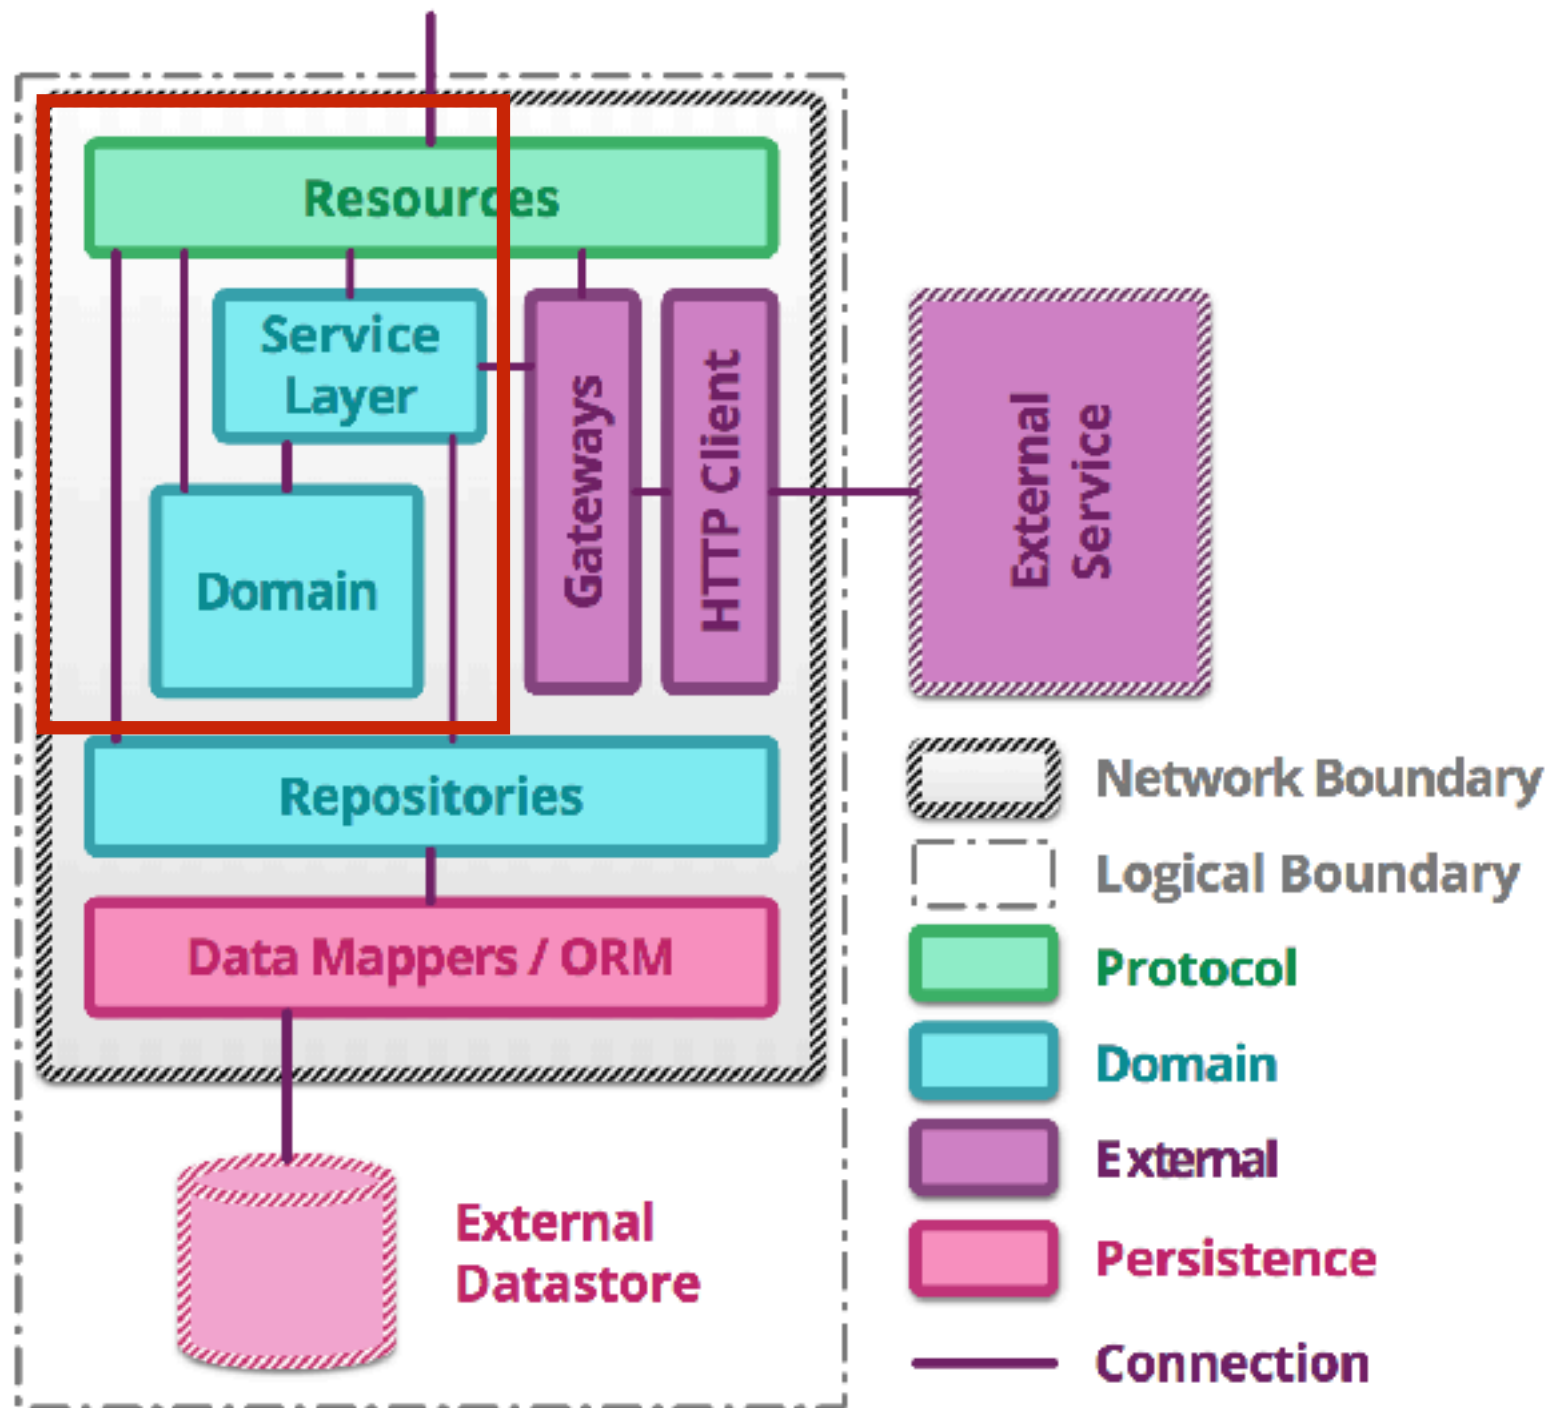 Resources
Service
Layer
Gateways
HTTP Client
External
Service
Domain
Repositories
Data Mappers / ORM
External
Datastore
Network Boundary
Logical Boundary
Protocol
Domain
External
Persistence
Connection